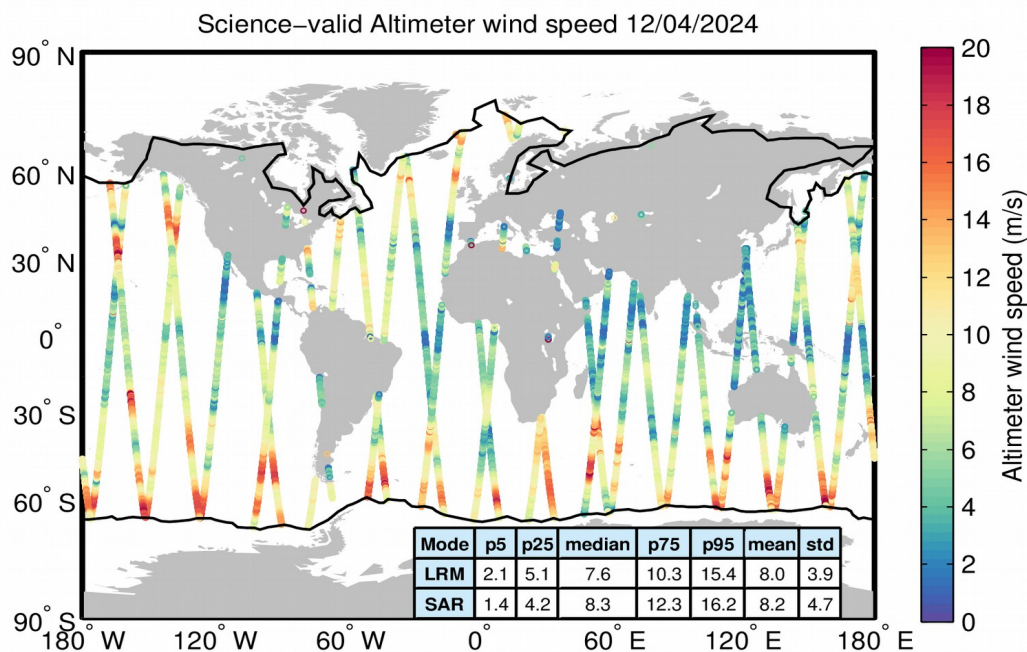 Science−valid Altimeter wind speed 12/04/2024
90° N
60° N
30° N
0°
30° S
60° S
90° S
180° W
120° W
60° W
0°
60° E
120° E
180° E
20
18
16
14
12
10
8
6
4
2
0
Altimeter wind speed (m/s)
Mode p5 p25 median p75 p95 mean std
LRM 2.1 5.1 7.6 10.3 15.4 8.0 3.9
SAR 1.4 4.2 8.3 12.3 16.2 8.2 4.7